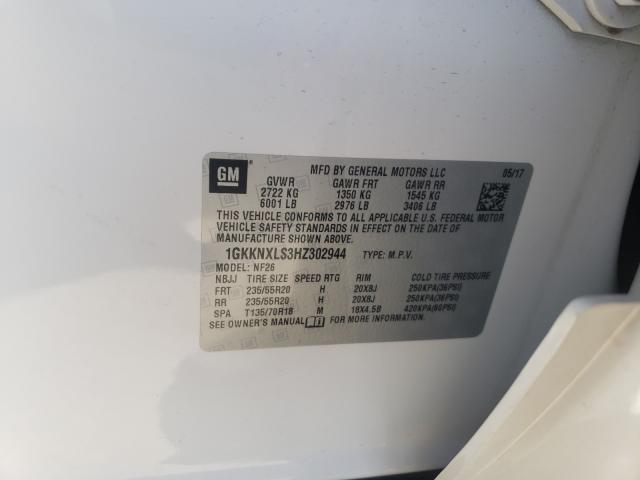 GM
MFD BY GENERAL MOTORS LLC
05/17
GVWR GAWR FRT GAWR RR
2722 KG 1350 KG 1545 KG
6001 LB 2976 LB 3406 LB
THIS VEHICLE CONFORMS TO ALL APPLICABLE U.S. FEDERAL MOTOR
VEHICLE SAFETY STANDARDS IN EFFECT ON THE DATE OF
MANUFACTURE SHOWN ABOVE.
1GKKNXLS3HZ302944 TYPE: M.P.V.
MODEL: NF26
NBJJ TIRE SIZE SPEED RTG RIM COLD TIRE PRESSURE
FRT 235/55R20 H 20X8J 250KPA(36PSI)
RR 235/55R20 H 20X8J 250KPA(36PSI)
SPA T135/70R18 M 18X4.5B 420KPA(60PSI)
SEE OWNER'S MANUAL FOR MORE INFORMATION.